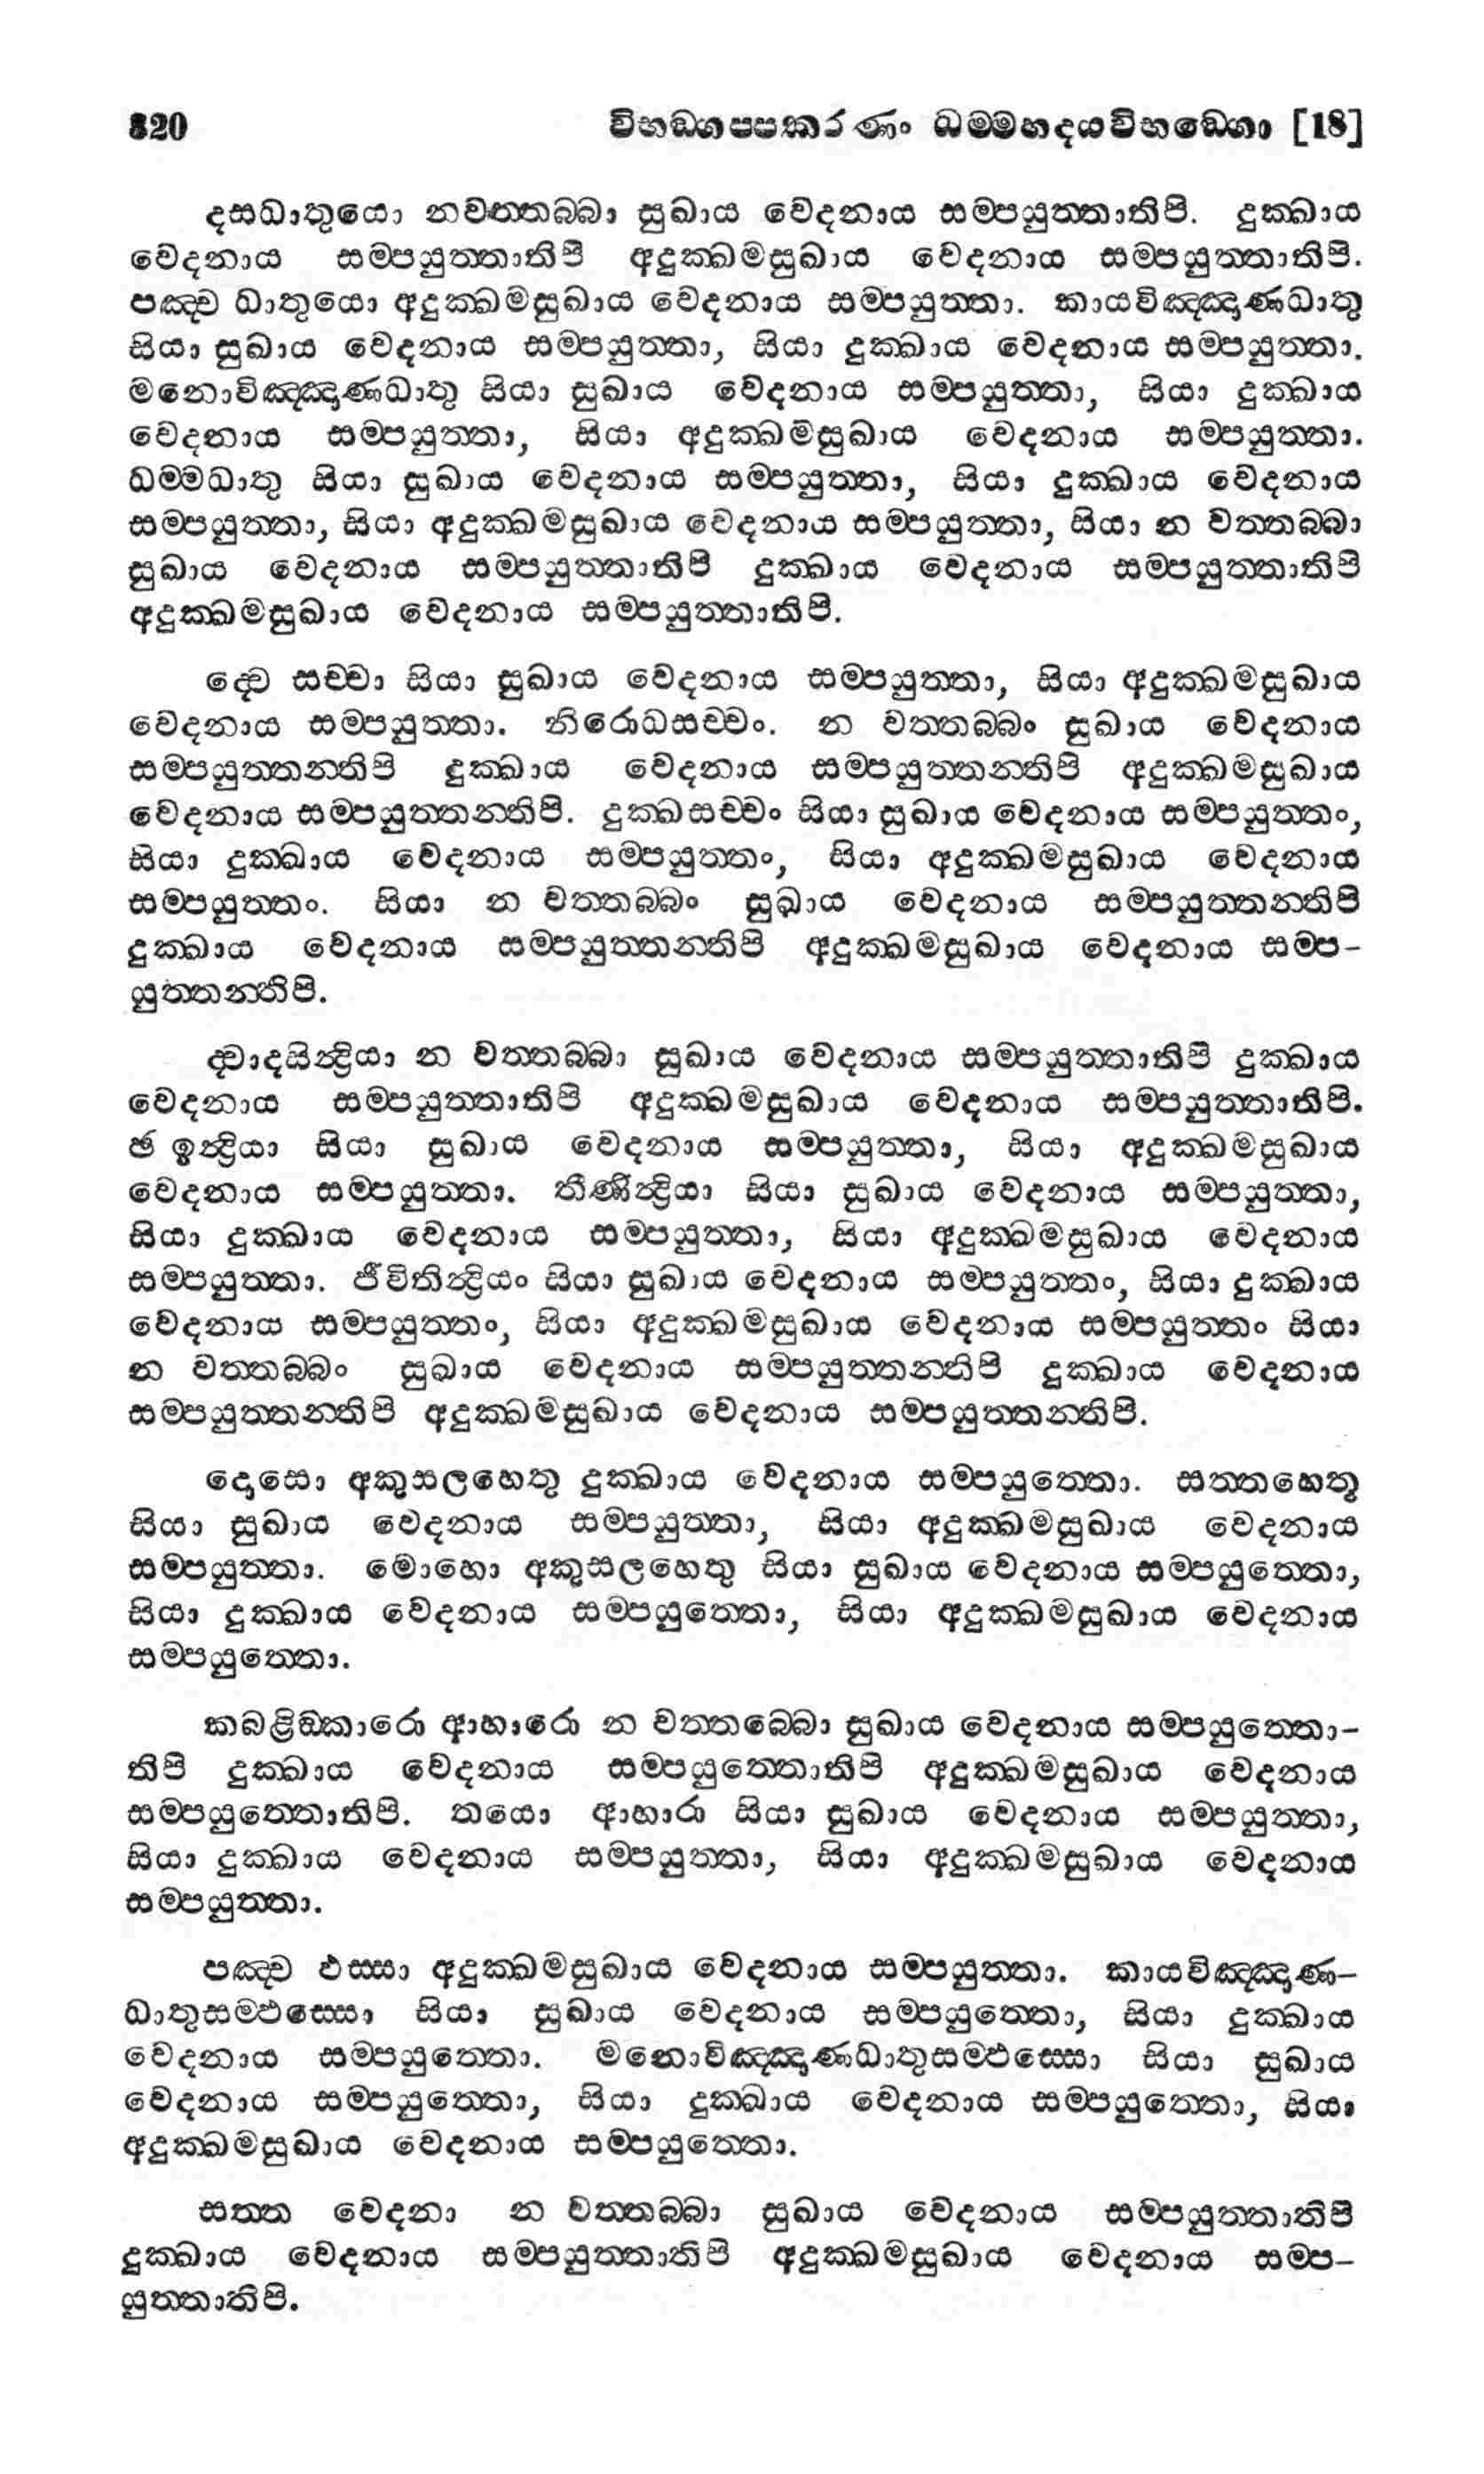 320 විභඞ්ගප්පකරණං ධම්මහදයවිභඞ්ගො [18]
දසධාතුයො නවත්තබ්බා සුඛාය වෙදනාය සම්පයුත්තාතිපි. දුක්ඛාය
වෙදනාය සම්පයුත්තාතිපි අදුක්ඛමසුඛාය වෙදනාය සම්පයුත්තාතිපි.
පඤ්ච ධාතුයො අදුක්ඛමසුඛාය වෙදනාය සම්පයුත්තා. කායවිඤ්ඤාණධාතු
සියා සුඛාය වෙදනාය සම්පයුත්තා, සියා දුක්ඛාය වෙදනාය සම්පයුත්තා.
මනොවිඤ්ඤාණධාතු සියා සුඛාය වෙදනාය සම්පයුත්තා, සියා දුක්ඛාය
වෙදනාය සම්පයුත්තා, සියා අදුක්ඛමසුඛාය වෙදනාය සම්පයුත්තා.
ධම්මධාතු සියා සුඛාය වෙදනාය සම්පයුත්තා, සියා දුක්ඛාය වෙදනාය
සම්පයුත්තා, සියා අදුක්ඛමසුඛාය වෙදනාය සම්පයුත්තා, සියා න වත්තබ්බා
සුඛාය වෙදනාය සම්පයුත්තාතිපි දුක්ඛාය වෙදනාය සම්පයුත්තාතිපි
අදුක්ඛමසුඛාය වෙදනාය සම්පයුත්තාතිපි.
ද්වෙ සච්චා සියා සුඛාය වෙදනාය සම්පයුත්තා, සියා අදුක්ඛමසුඛාය
වෙදනාය සම්පයුත්තා. නිරොධසච්චං. න වත්තබ්බං සුඛාය වෙදනාය
සම්පයුත්තන්තිපි දුක්ඛාය වෙදනාය සම්පයුත්තන්තිපි අදුක්ඛමසුඛාය
වෙදනාය සම්පයුත්තන්තිපි. දුක්ඛසච්චං සියා සුඛාය වෙදනාය සම්පයුත්තං,
සියා දුක්ඛාය වෙදනාය සම්පයුත්තං, සියා අදුක්ඛමසුඛාය වෙදනාය
සම්පයුත්තං. සියා න වත්තබ්බං සුඛාය වෙදනාය සම්පයුත්තන්තිපි
දුක්ඛාය වෙදනාය සම්පයුත්තන්තිපි අදුක්ඛමසුඛාය වෙදනාය සම්ප-
යුත්තන්තිපි.
ද්වාදසින්ද්‍රියා න වත්තබ්බා සුඛාය වෙදනාය සම්පයුත්තාතිපි දුක්ඛාය
වෙදනාය සම්පයුත්තාතිපි අදුක්ඛමසුඛාය වෙදනාය සම්පයුත්තාතිපි.
ඡ ඉන්ද්‍රියා සියා සුඛාය වෙදනාය සම්පයුත්තා, සියා අදුක්ඛමසුඛාය
වෙදනාය සම්පයුත්තා. තීණින්ද්‍රියා සියා සුඛාය වෙදනාය සම්පයුත්තා,
සියා දුක්ඛාය වෙදනාය සම්පයුත්තා, සියා අදුක්ඛමසුඛාය වෙදනාය
සම්පයුත්තා. ජීවිතින්ද්‍රියං සියා සුඛාය වෙදනාය සම්පයුත්තං, සියා දුක්ඛාය
වෙදනාය සම්පයුත්තං, සියා අදුක්ඛමසුඛාය වෙදනාය සම්පයුත්තං සියා
න වත්තබ්බං සුඛාය වෙදනාය සම්පයුත්තන්තිපි දුක්ඛාය වෙදනාය
සම්පයුත්තන්තිපි අදුක්ඛමසුඛාය වෙදනාය සම්පයුත්තන්තිපි.
දොසො අකුසලහෙතු දුක්ඛාය වෙදනාය සම්පයුත්තො. සත්තහෙතූ
සියා සුඛාය වෙදනාය සම්පයුත්තා, සියා අදුක්ඛමසුඛාය වෙදනාය
සම්පයුත්තා. මොහො අකුසලහෙතු සියා සුඛාය වෙදනාය සම්පයුත්තො,
සියා දුක්ඛාය වෙදනාය සම්පයුත්තො, සියා අදුක්ඛමසුඛාය වෙදනාය
සම්පයුත්තො.
කබළිඞ්කාරො ආහාරො න වත්තබ්බො සුඛාය වෙදනාය සම්පයුත්තො-
තිපි දුක්ඛාය වෙදනාය සම්පයුත්තොතිපි අදුක්ඛමසුඛාය වෙදනාය
සම්පයුත්තොතිපි. තයො ආහාරා සියා සුඛාය වෙදනාය සම්පයුත්තා,
සියා දුක්ඛාය වෙදනාය සම්පයුත්තා, සියා අදුක්ඛමසුඛාය වෙදනාය
සම්පයුත්තා.
පඤ්ච ඵස්සා අදුක්ඛමසුඛාය වෙදනාය සම්පයුත්තා. කායවිඤ්ඤාණ-
ධාතුසම්ඵස්සො සියා සුඛාය වෙදනාය සම්පයුත්තො, සියා දුක්ඛාය
වෙදනාය සම්පයුත්තො. මනොවිඤ්ඤාණධාතුසම්ඵස්සො සියා සුඛාය
වෙදනාය සම්පයුත්තො, සියා දුක්ඛාය වෙදනාය සම්පයුත්තො, සියා
අදුක්ඛමසුඛාය වෙදනාය සම්පයුත්තො.
සත්ත වෙදනා න වත්තබ්බා සුඛාය වෙදනාය සම්පයුත්තාතිපි
දුක්ඛාය වෙදනාය සම්පයුත්තාතිපි අදුක්ඛමසුඛාය වෙදනාය සම්ප-
යුත්තාතිපි.